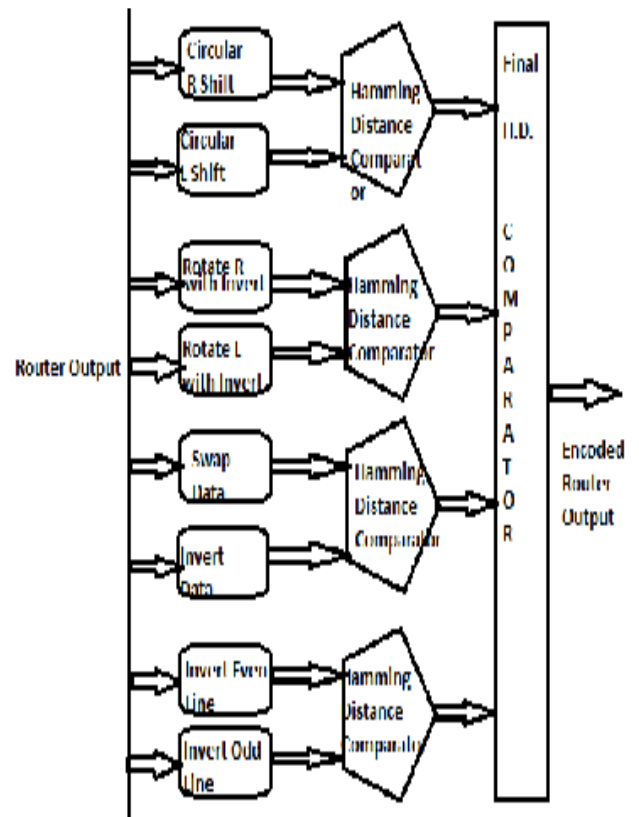 Circular
R Shift
Circular
L Shift
Hamming
Distance
Comparat
or
Final
H.D.
C
O
M
P
A
R
A
T
O
R
Rotate R
with Invert
Rotate L
with Invert
Hamming
Distance
Comparator
Router Output
Swap
Data
Invert
Data
Hamming
Distance
Comparator
Encoded
Router
Output
Invert Even
Line
Invert Odd
Line
Hamming
Distance
Comparator